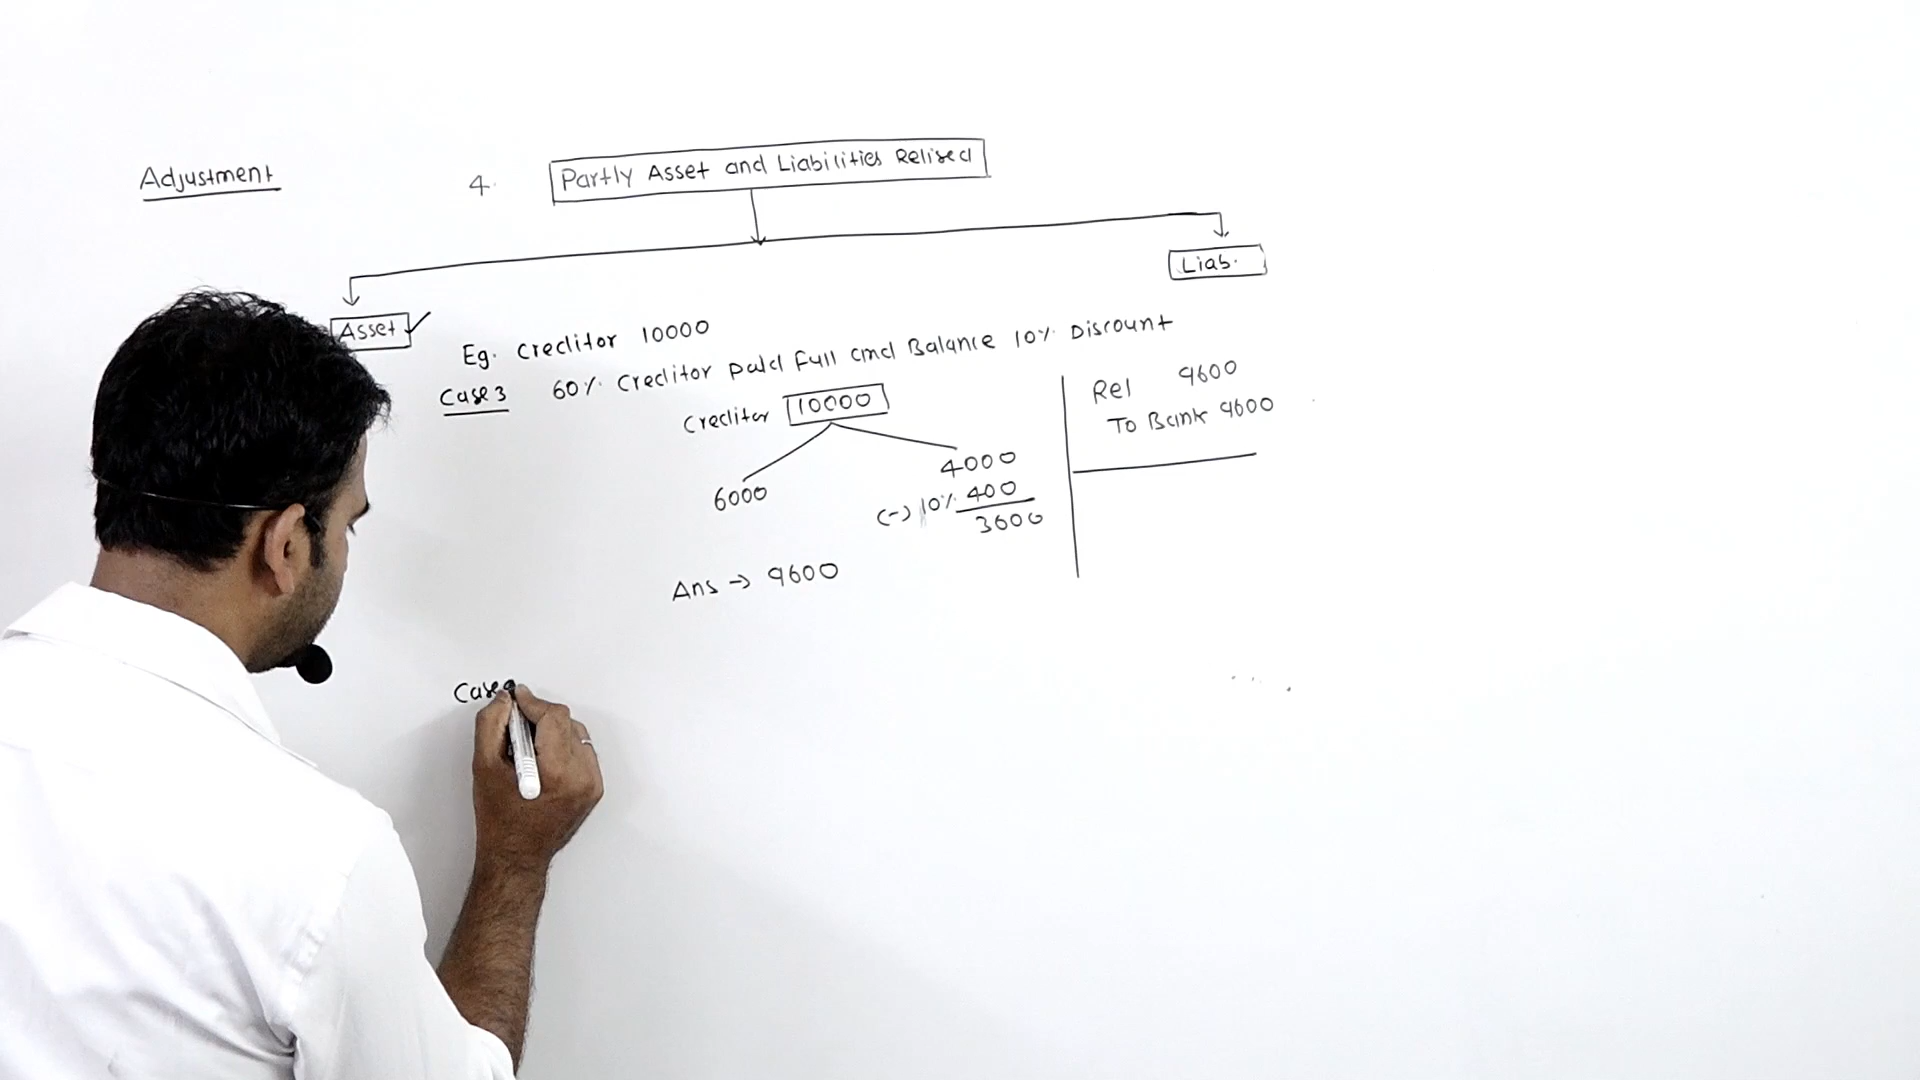 Adjustment
4.
Partly Asset and Liabilities Relised
Asset
Liab.
Eg. Creditor 10000
Case 3 60% Creditor paid Full and Balance 10% Discount
Creditor 10000
6000
4000
(-) 10% 400
3600
Ans → 9600
Rel 9600
To Bank 9600
Case